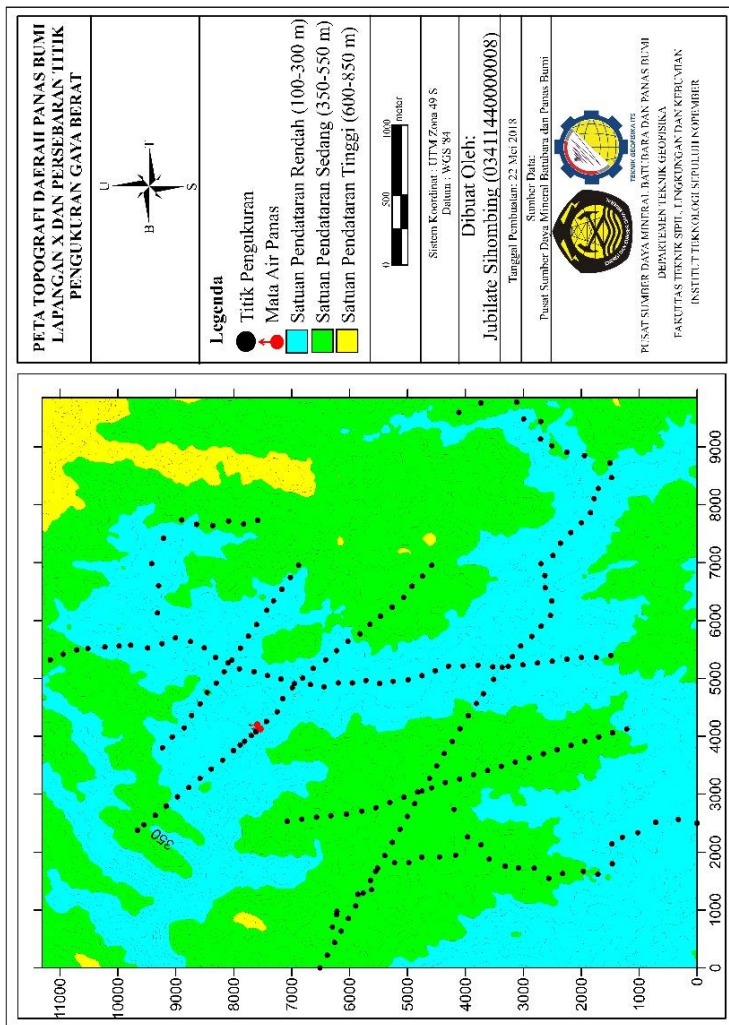 PETA TOPOGRAFI DAERAH PANAS BUMI
LAPANGAN X DAN PERSEBARAN TITIK
PENGUKURAN GAYA BERAT
U
B
T
S
Legenda
Titik Pengukuran
Mata Air Panas
Satuan Pendataran Rendah (100-300 m)
Satuan Pendataran Sedang (350-550 m)
Satuan Pendataran Tinggi (600-850 m)
0
500
1000
meter
Sistem Koordinat : UTM Zona 49 S
Datum : WGS '84
Dibuat Oleh:
Jubilate Sihombing (03411440000008)
Tanggal Pembuatan: 22 Mei 2018
Sumber Data:
Pusat Sumber Daya Mineral Batubara dan Panas Bumi
TEKNIK GEOFISIKA ITS
PUSAT SUMBER DAYA MINERAL BATUBARA DAN PANAS BUMI
DEPARTEMEN TEKNIK GEOFISIKA
FAKULTAS TEKNIK SIPIL, LINGKUNGAN DAN KEBUMIAN
INSTITUT TEKNOLOGI SEPULUH NOPEMBER
11000
10000
9000
8000
7000
6000
5000
4000
3000
2000
1000
0
350
0
1000
2000
3000
4000
5000
6000
7000
8000
9000